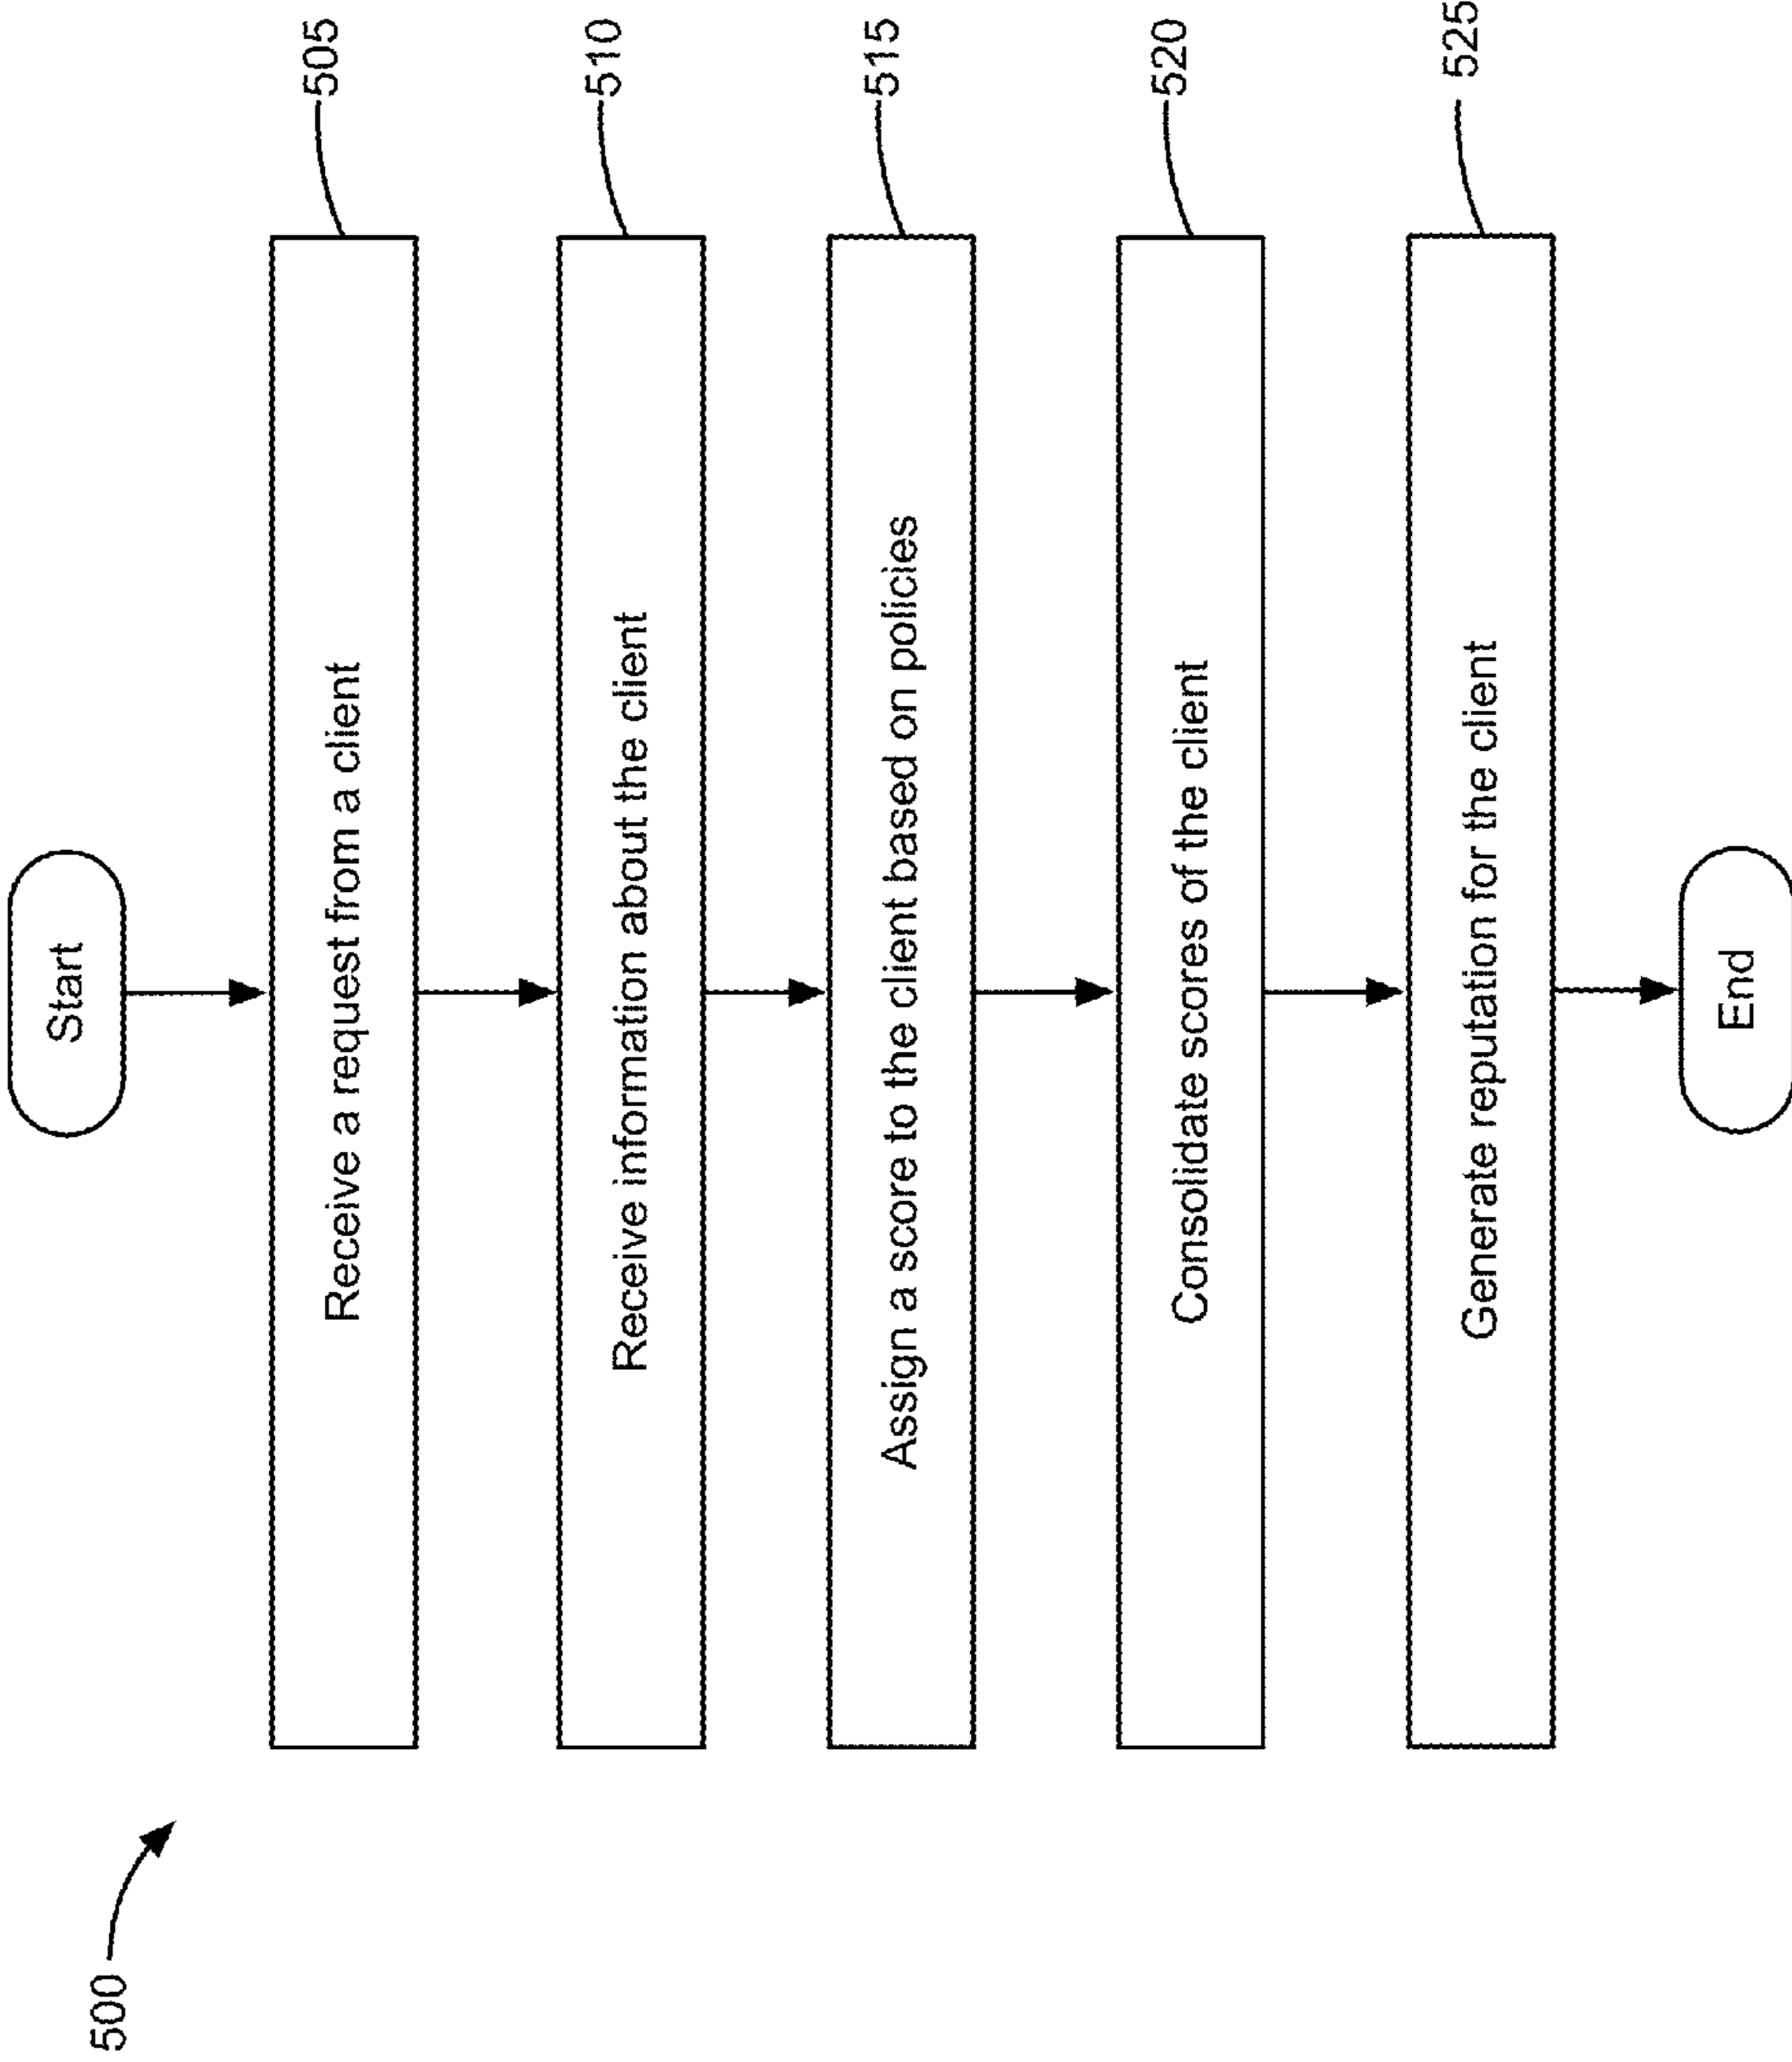 500
Start
Receive a request from a client
505
Receive information about the client
510
Assign a score to the client based on policies
515
Consolidate scores of the client
520
Generate reputation for the client
525
End